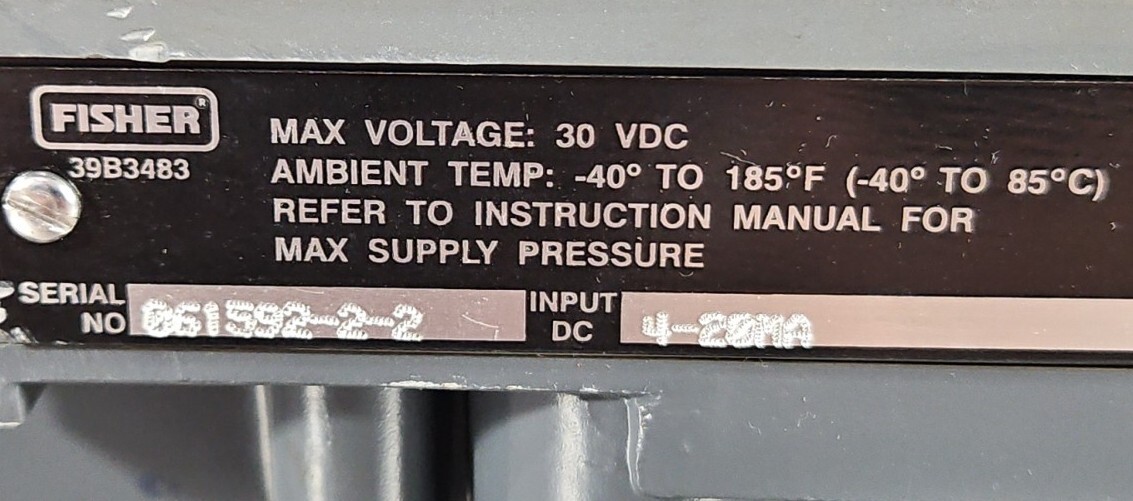 FISHER®
39B3483
MAX VOLTAGE: 30 VDC
AMBIENT TEMP: -40° TO 185°F (-40° TO 85°C)
REFER TO INSTRUCTION MANUAL FOR
MAX SUPPLY PRESSURE
SERIAL NO 061592-2-2
INPUT DC 4-20MA